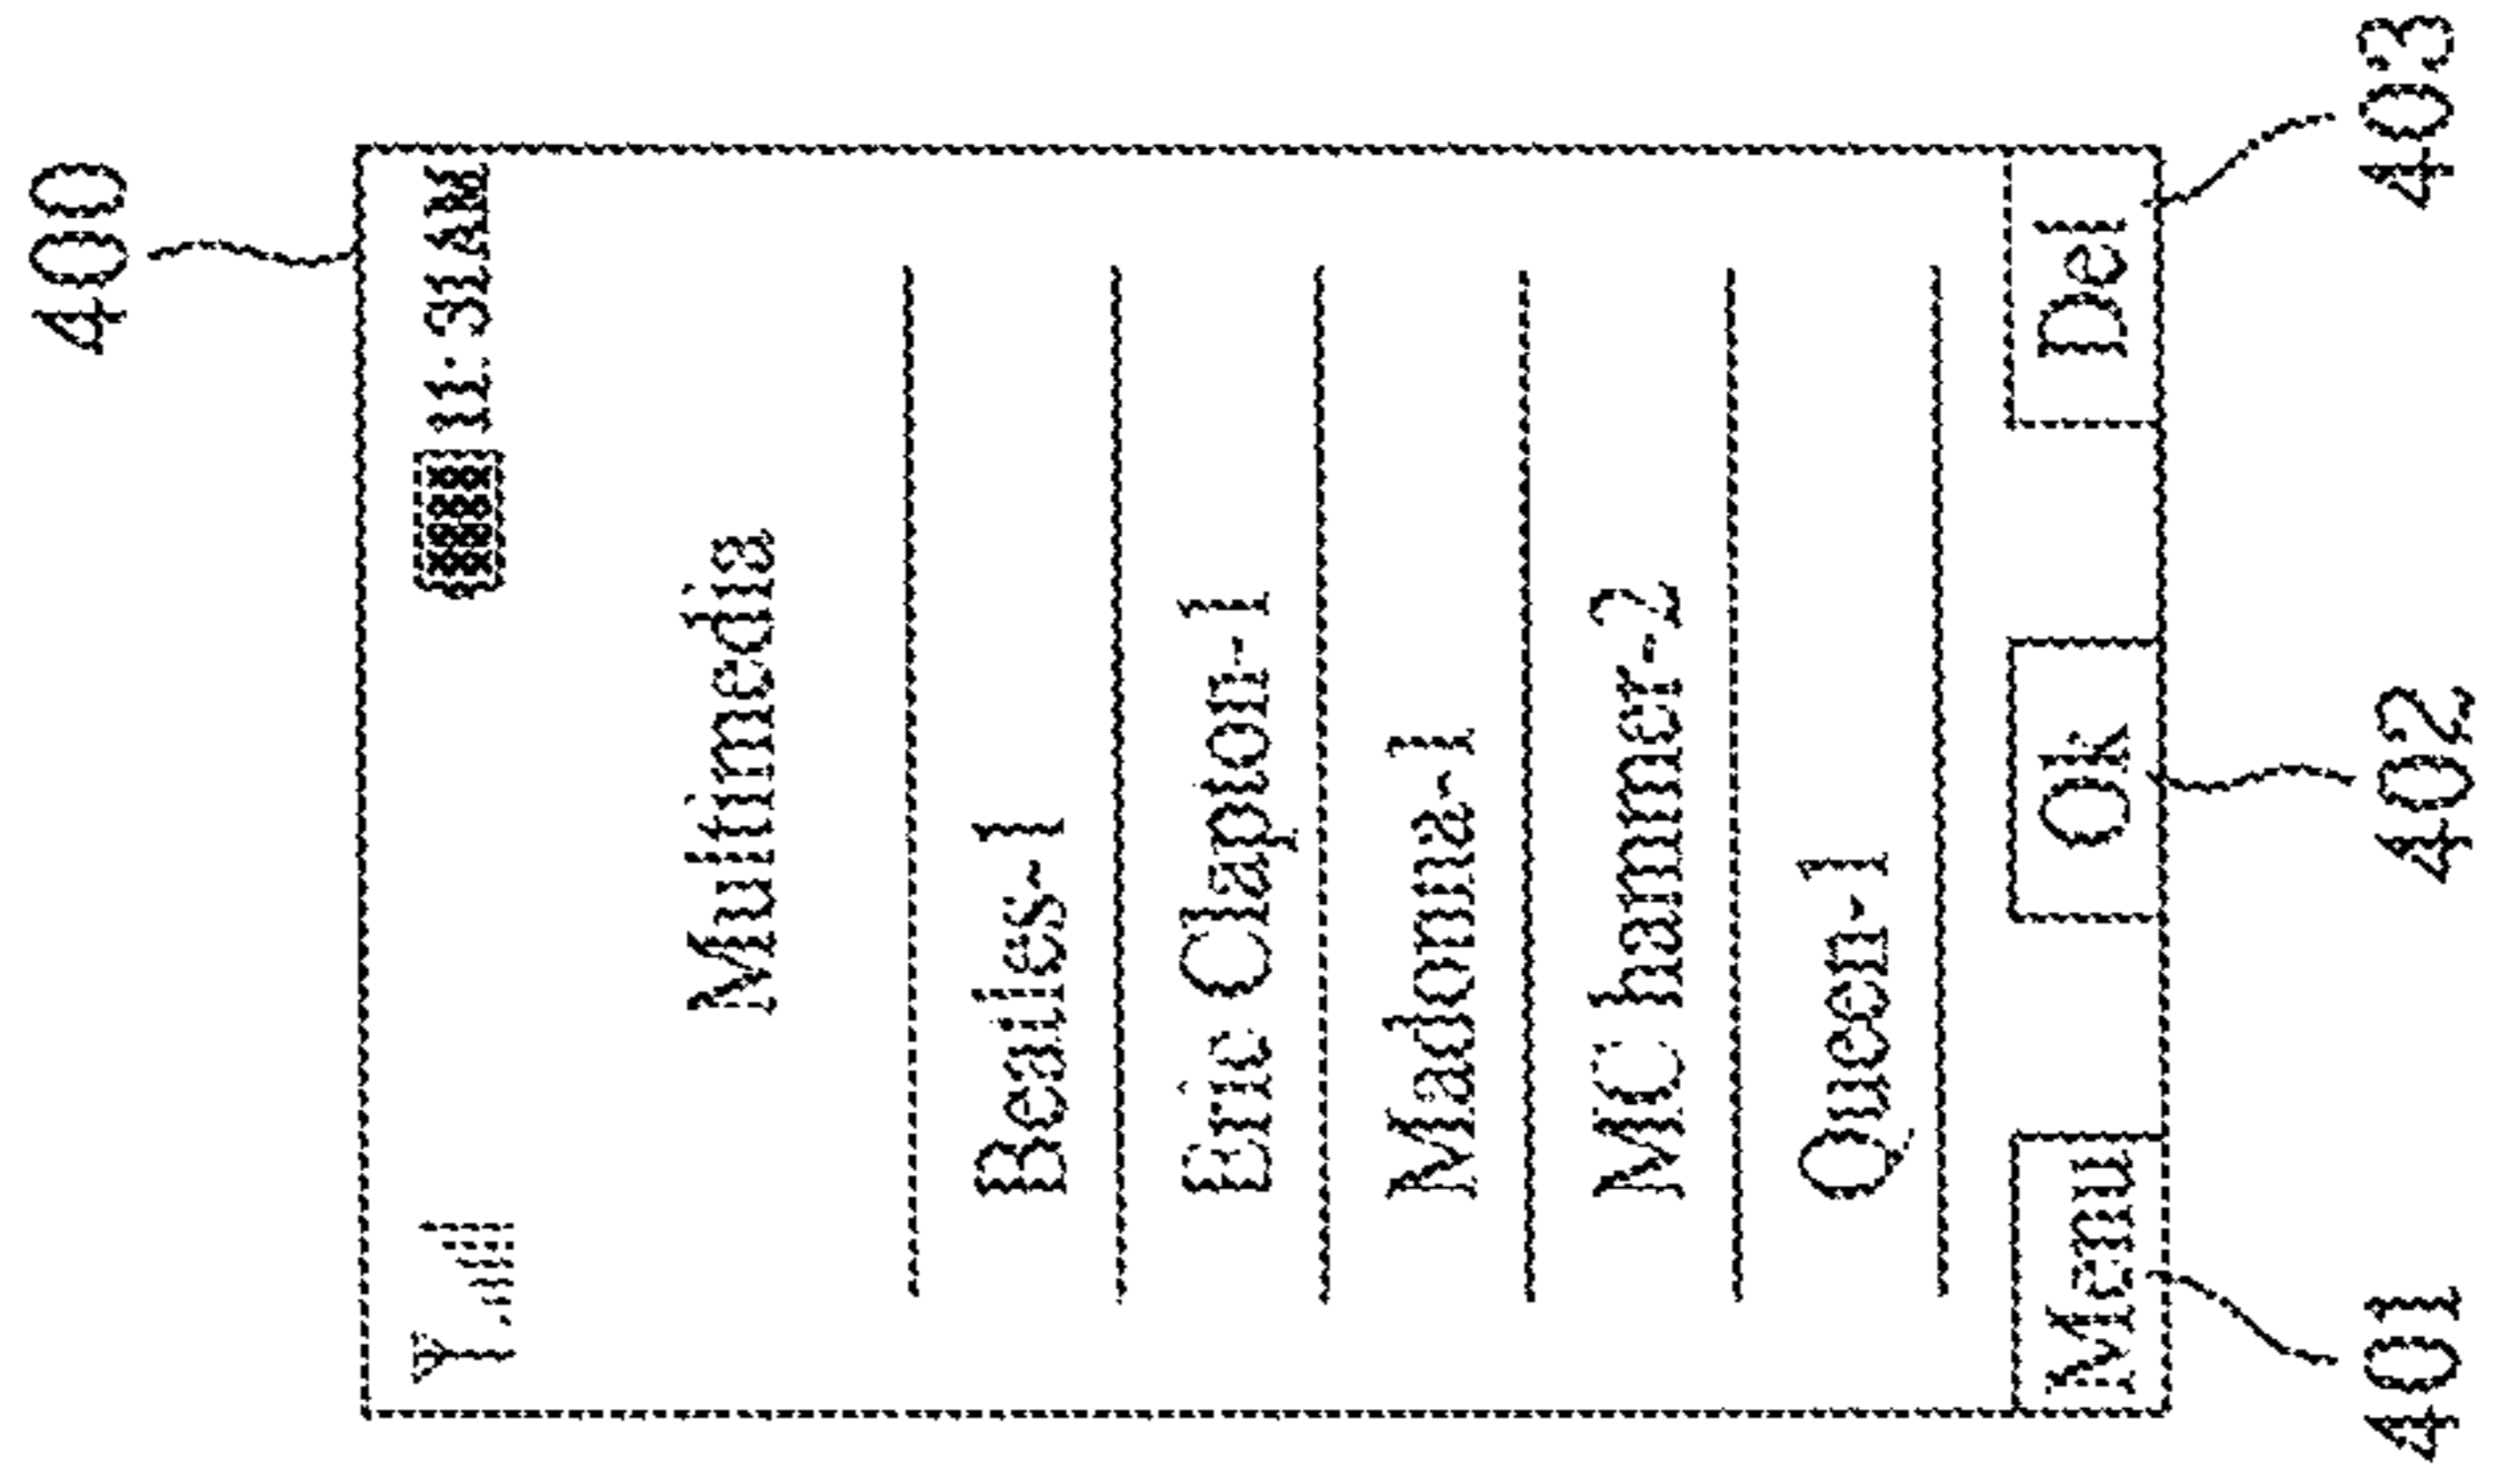 400
11:31AM
Multimedia
Beatles-1
Eric Clapton-1
Madonna-1
MC hammer-2
Queen-1
Menu Ok Del
401 402 403